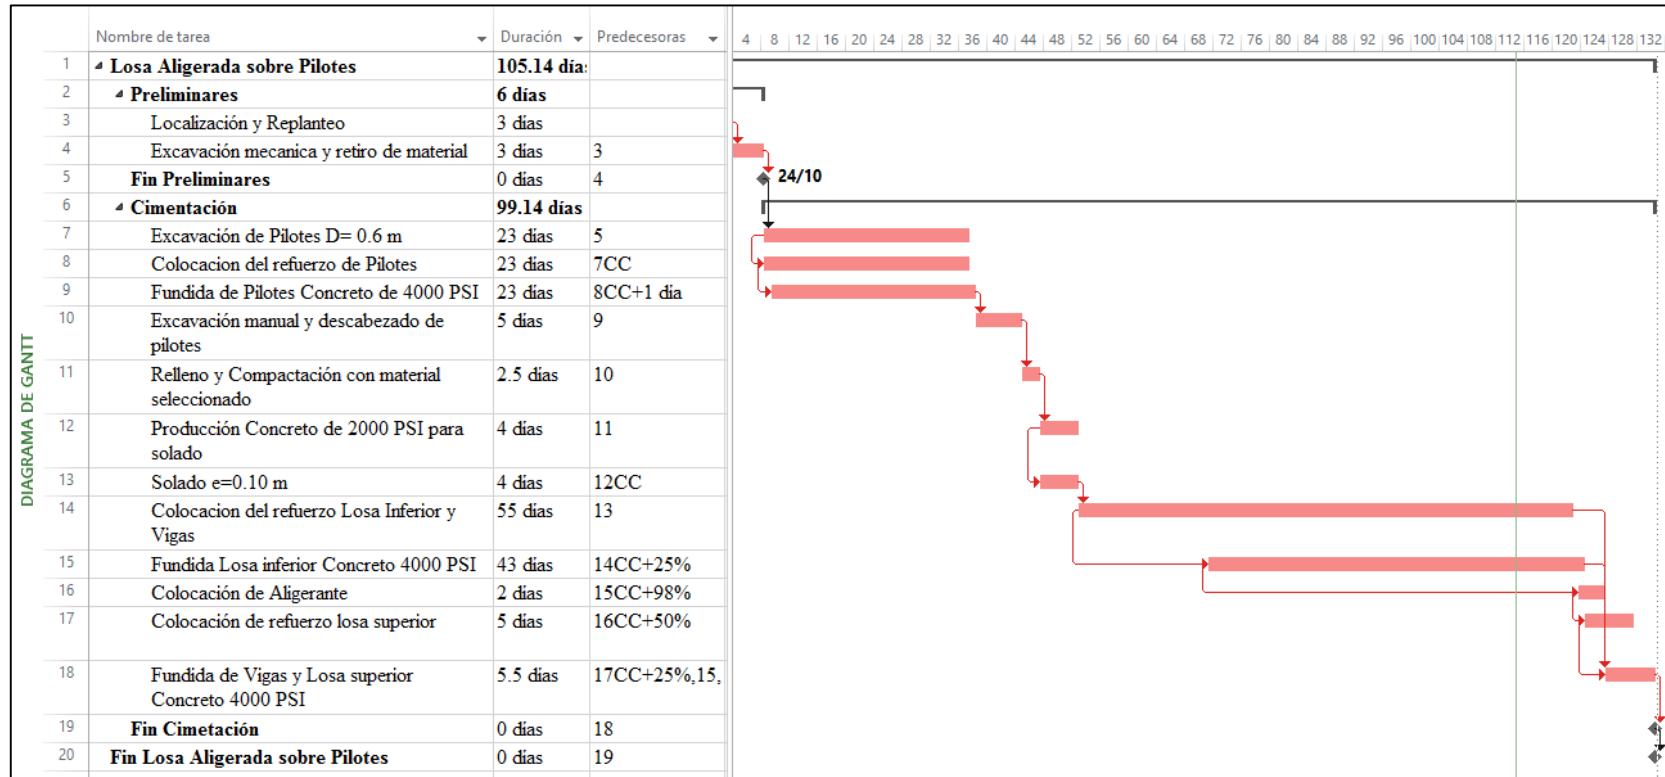 Nombre de tarea Duración Predecesoras 4 8 12 16 20 24 28 32 36 40 44 48 52 56 60 64 68 72 76 80 84 88 92 96 100 104 108 112 116 120 124 128 132
1 Losa Aligerada sobre Pilotes 105.14 día
2 Preliminares 6 días
3 Localización y Replanteo 3 días
4 Excavación mecanica y retiro de material 3 días 3
5 Fin Preliminares 0 días 4 24/10
6 Cimentación 99.14 días
7 Excavación de Pilotes D= 0.6 m 23 días 5
8 Colocacion del refuerzo de Pilotes 23 días 7CC
9 Fundida de Pilotes Concreto de 4000 PSI 23 días 8CC+1 día
10 Excavación manual y descabezado de 5 días 9
pilotes
11 Relleno y Compactación con material 2.5 días 10
seleccionado
12 Producción Concreto de 2000 PSI para 4 días 11
solado
13 Solado e=0.10 m 4 días 12CC
14 Colocacion del refuerzo Losa Inferior y 55 días 13
Vigas
15 Fundida Losa inferior Concreto 4000 PSI 43 días 14CC+25%
16 Colocación de Aligerante 2 días 15CC+98%
17 Colocación de refuerzo losa superior 5 días 16CC+50%
18 Fundida de Vigas y Losa superior 5.5 días 17CC+25%,15,
Concreto 4000 PSI
19 Fin Cimetación 0 días 18
20 Fin Losa Aligerada sobre Pilotes 0 días 19
DIAGRAMA DE GANTT